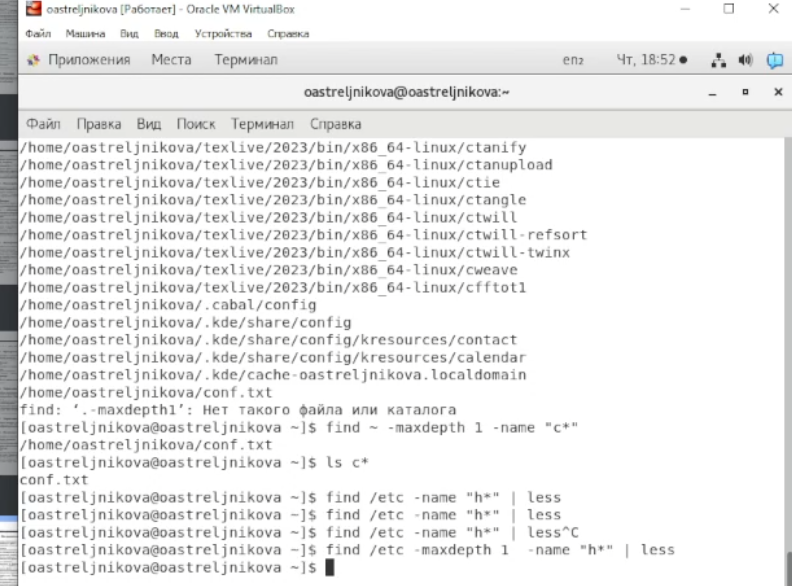 oastreljnikova [Работает] - Oracle VM VirtualBox
Файл Машина Вид Ввод Устройства Справка
Приложения Места Терминал en₂ Чт, 18:52
oastreljnikova@oastreljnikova:~
Файл Правка Вид Поиск Терминал Справка
/home/oastreljnikova/texlive/2023/bin/x86_64-linux/ctanify
/home/oastreljnikova/texlive/2023/bin/x86_64-linux/ctanupload
/home/oastreljnikova/texlive/2023/bin/x86_64-linux/ctie
/home/oastreljnikova/texlive/2023/bin/x86_64-linux/ctangle
/home/oastreljnikova/texlive/2023/bin/x86_64-linux/ctwill
/home/oastreljnikova/texlive/2023/bin/x86_64-linux/ctwill-refsort
/home/oastreljnikova/texlive/2023/bin/x86_64-linux/ctwill-twinx
/home/oastreljnikova/texlive/2023/bin/x86_64-linux/cweave
/home/oastreljnikova/texlive/2023/bin/x86_64-linux/cfftot1
/home/oastreljnikova/.cabal/config
/home/oastreljnikova/.kde/share/config
/home/oastreljnikova/.kde/share/config/kresources/contact
/home/oastreljnikova/.kde/share/config/kresources/calendar
/home/oastreljnikova/.kde/cache-oastreljnikova.localdomain
/home/oastreljnikova/conf.txt
find: ‘.-maxdepth1’: Нет такого файла или каталога
[oastreljnikova@oastreljnikova ~]$ find ~ -maxdepth 1 -name "c*"
/home/oastreljnikova/conf.txt
[oastreljnikova@oastreljnikova ~]$ ls c*
conf.txt
[oastreljnikova@oastreljnikova ~]$ find /etc -name "h*" | less
[oastreljnikova@oastreljnikova ~]$ find /etc -name "h*" | less
[oastreljnikova@oastreljnikova ~]$ find /etc -name "h*" | less^C
[oastreljnikova@oastreljnikova ~]$ find /etc -maxdepth 1  -name "h*" | less
[oastreljnikova@oastreljnikova ~]$